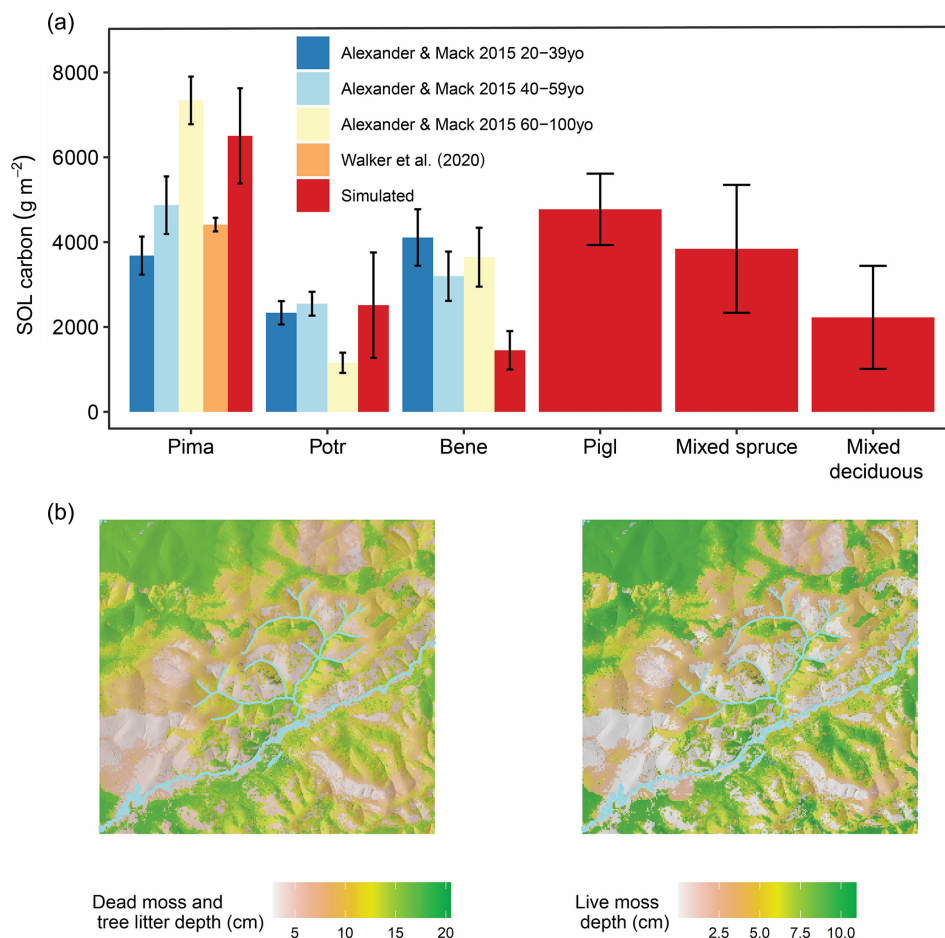 (a)
SOL carbon (g m−2)
8000
6000
4000
2000
0
Alexander & Mack 2015 20−39yo
Alexander & Mack 2015 40−59yo
Alexander & Mack 2015 60−100yo
Walker et al. (2020)
Simulated
Pima
Potr
Bene
Pigl
Mixed spruce
Mixed
deciduous
(b)
Dead moss and
tree litter depth (cm)
5
10
15
20
Live moss
depth (cm)
2.5
5.0
7.5
10.0